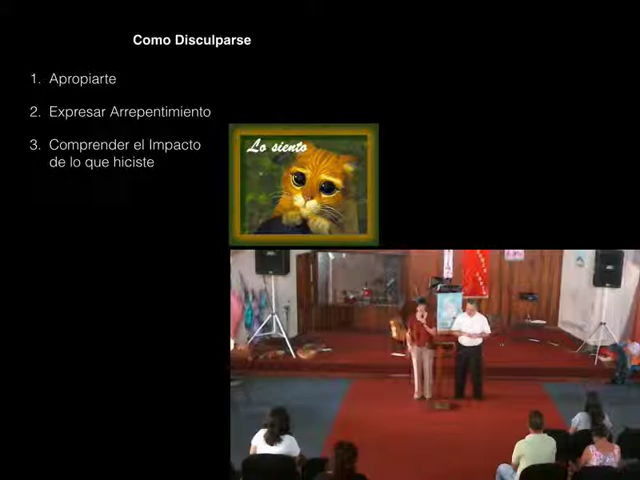 Como Disculparse
1. Apropiarte
2. Expresar Arrepentimiento
3. Comprender el Impacto
de lo que hiciste
Lo siento